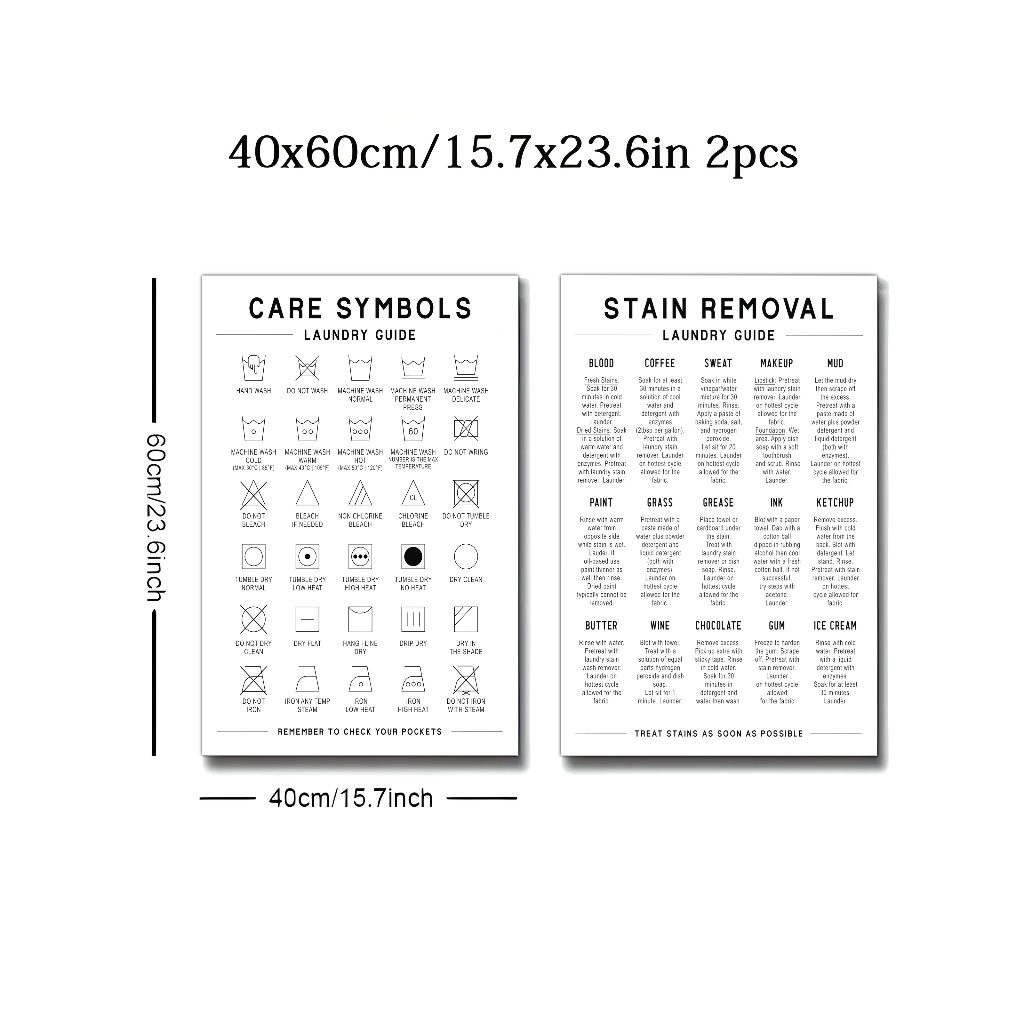 40x60cm/15.7x23.6in 2pcs
60cm/23.6inch
40cm/15.7inch
CARE SYMBOLS
LAUNDRY GUIDE
HAND WASH
DO NOT WASH
MACHINE WASH
NORMAL
MACHINE WASH
PERMANENT
PRESS
MACHINE WASH
DELICATE
MACHINE WASH
COLD
(MAX 30°C | 85°F)
MACHINE WASH
WARM
(MAX 40°C | 105°F)
MACHINE WASH
HOT
(MAX 50°C | 120°F)
60
MACHINE WASH
NUMBER IS THE MAX
TEMPERATURE
DO NOT WRING
DO NOT
BLEACH
BLEACH
IF NEEDED
NON CHLORINE
BLEACH
CL
CHLORINE
BLEACH
DO NOT TUMBLE
DRY
TUMBLE DRY
NORMAL
TUMBLE DRY
LOW HEAT
TUMBLE DRY
HIGH HEAT
TUMBLE DRY
NO HEAT
DRY CLEAN
DO NOT DRY
CLEAN
DRY FLAT
HANG | LINE
DRY
DRIP DRY
DRY IN
THE SHADE
DO NOT
IRON
IRON ANY TEMP
STEAM
IRON
LOW HEAT
IRON
HIGH HEAT
DO NOT IRON
WITH STEAM
REMEMBER TO CHECK YOUR POCKETS
STAIN REMOVAL
LAUNDRY GUIDE
BLOOD
Fresh Stains:
Soak for 30
minutes in cold
water. Pretreat
with detergent.
Launder.
Dried Stains: Soak
in a solution of
warm water and
detergent with
enzymes. Pretreat
with laundry stain
remover. Launder
COFFEE
Soak for at least
30 minutes in a
solution of cool
water and
detergent with
enzymes
(2tbsp per gallon).
Pretreat with
laundry stain
remover. Launder
on hottest cycle
allowed for the
fabric.
SWEAT
Soak in white
vinegar/water
mixture for 30
minutes. Rinse.
Apply a paste of
baking soda, salt,
and hydrogen
peroxide.
Let sit for 20
minutes. Launder
on hottest cycle
allowed for the
fabric.
MAKEUP
Lipstick: Pretreat
with laundry stain
remover. Launder
on hottest cycle
allowed for the
fabric.
Foundation: Wet
area. Apply dish
soap with a soft
toothbrush
and scrub. Rinse
with water.
Launder.
MUD
Let the mud dry
then scrape off
the excess.
Pretreat with a
paste made of
water plus powder
detergent and
liquid detergent
(both with
enzymes).
Launder on hottest
cycle allowed for
the fabric
PAINT
Rinse with warm
water from
opposite side
while stain is wet.
Lauder. If
oil-based use
paint thinner as
well then rinse.
Dried paint
typically cannot be
removed.
GRASS
Pretreat with a
paste made of
water plus powder
detergent and
liquid detergent
(both with
enzymes).
Launder on
hottest cycle
allowed for the
fabric
GREASE
Place towel or
cardboard under
the stain.
Treat with
laundry stain
remover or dish
soap. Rinse.
Launder on
hottest cycle
allowed for the
fabric
INK
Blot with a paper
towel. Dab with a
cotton ball
dipped in rubbing
alcohol then cool
water with a fresh
cotton ball. If not
successful,
try steps with
acetone.
Launder.
KETCHUP
Remove excess.
Flush with cold
water from the
back. Blot with
detergent. Let
stand. Rinse.
Pretreat with stain
remover. Launder
on hottest
cycle allowed for
fabric
BUTTER
Rinse with water.
Pretreat with
laundry stain
wash remover.
Launder on
hottest cycle
allowed for the
fabric
WINE
Blot with towel.
Treat with a
solution of equal
parts hydrogen
peroxide and dish
soap.
Let sit for 1
minute. Launder.
CHOCOLATE
Remove excess.
Pick up extra with
sticky tape. Rinse
in cold water.
Soak for 30
minutes in
detergent and
water then wash.
GUM
Freeze to harden
the gum. Scrape
off. Pretreat with
stain remover.
Launder
on hottest cycle
allowed
for the fabric
ICE CREAM
Rinse with cold
water. Pretreat
with a liquid
detergent with
enzymes.
Soak for at least
30 minutes.
Launder.
TREAT STAINS AS SOON AS POSSIBLE